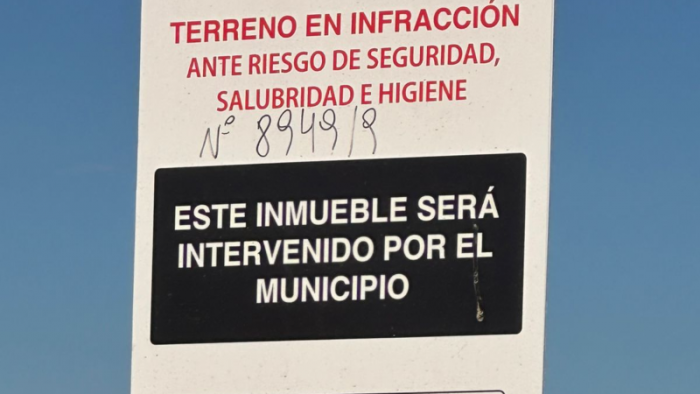 TERRENO EN INFRACCIÓN
ANTE RIESGO DE SEGURIDAD,
SALUBRIDAD E HIGIENE
Nº 8949/9
ESTE INMUEBLE SERÁ
INTERVENIDO POR EL
MUNICIPIO